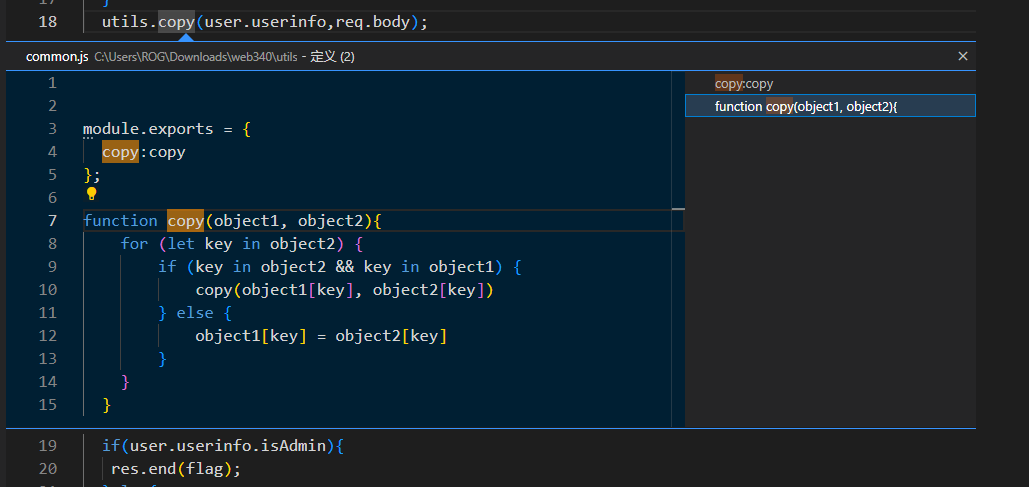 17 }
18 utils.copy(user.userinfo,req.body);
common.js C:\Users\ROG\Downloads\web340\utils - 定义 (2)
1
2
3 module.exports = {
4 copy:copy
5 };
6
7 function copy(object1, object2){
8 for (let key in object2) {
9 if (key in object2 && key in object1) {
10 copy(object1[key], object2[key])
11 } else {
12 object1[key] = object2[key]
13 }
14 }
15 }
copy:copy
function copy(object1, object2){
19 if(user.userinfo.isAdmin){
20 res.end(flag);